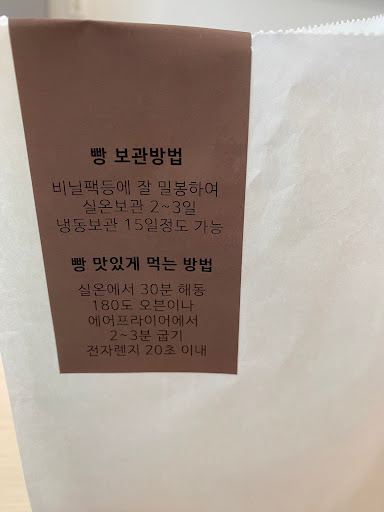 빵 보관방법
비닐팩등에 잘 밀봉하여
실온보관 2~3일
냉동보관 15일정도 가능
빵 맛있게 먹는 방법
실온에서 30분 해동
180도 오븐이나
에어프라이어에서
2~3분 굽기
전자렌지 20초 이내